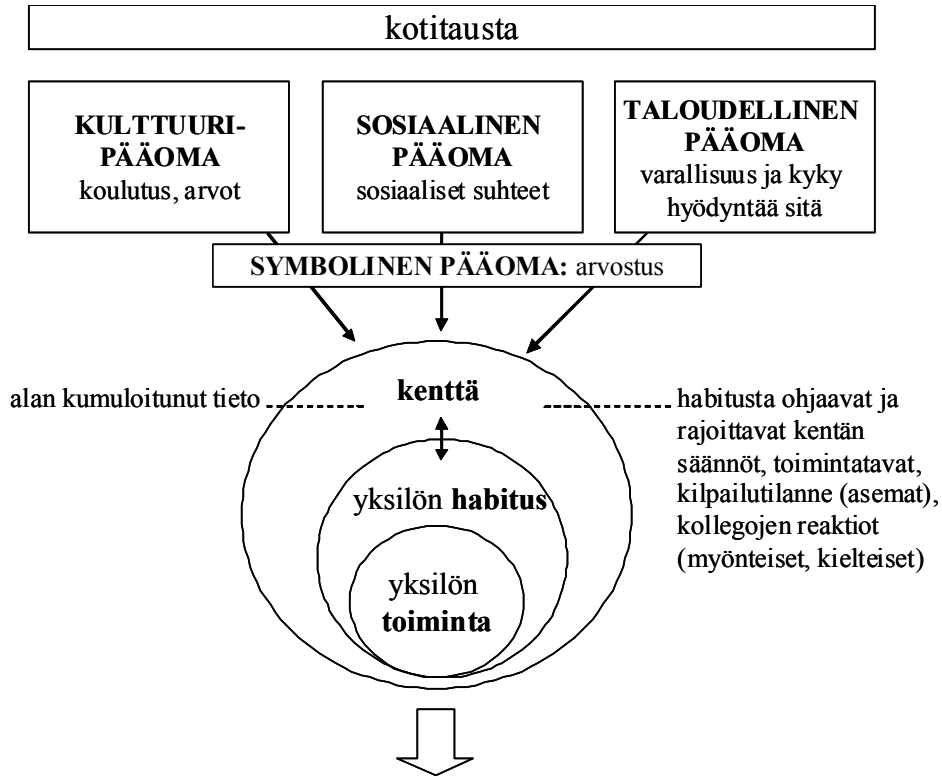 kotitausta
KULTTUURI-
PÄÄOMA
koulutus, arvot
SOSIAALINEN
PÄÄOMA
sosiaaliset suhteet
TALOUDELLINEN
PÄÄOMA
varallisuus ja kyky
hyödyntää sitä
SYMBOLINEN PÄÄOMA: arvostus
alan kumuloitunut tieto
kenttä
habitusta ohjaavat ja
rajoittavat kentän
säännöt, toimintatavat,
kilpailutilanne (asemat),
kollegojen reaktiot
(myönteiset, kielteiset)
yksilön habitus
yksilön
toiminta